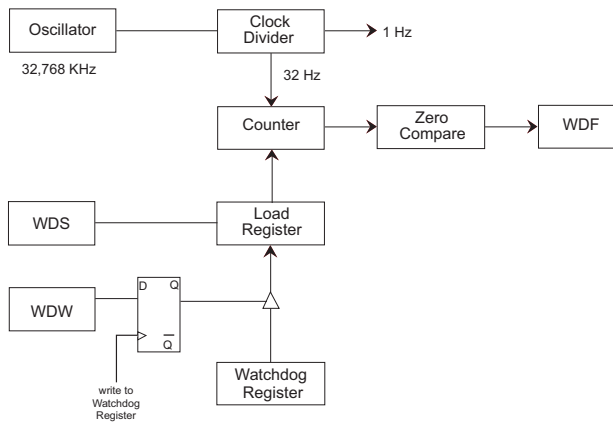 Oscillator
Clock
Divider
1 Hz
32,768 KHz
32 Hz
Counter
Zero
Compare
WDF
WDS
Load
Register
WDW
D
Q
Q
write to
Watchdog
Register
Watchdog
Register